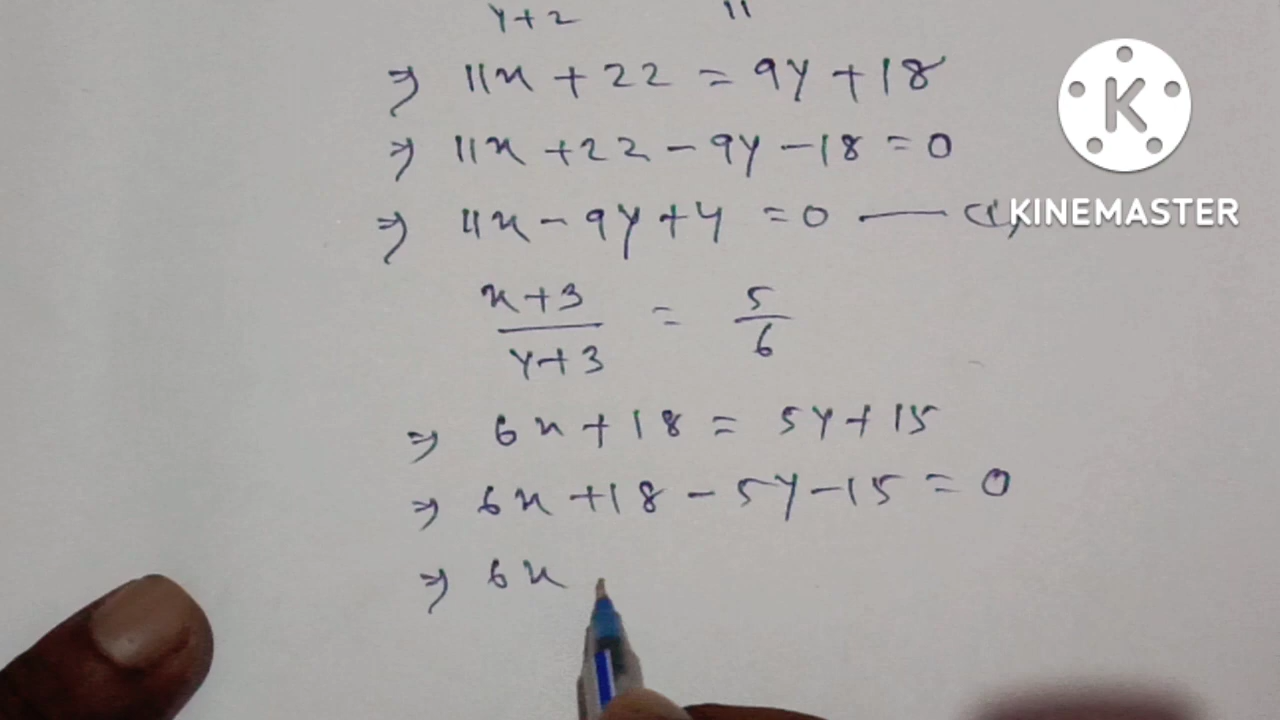 y+2 11
⇒ 11x + 22 = 9y + 18
⇒ 11x + 22 - 9y - 18 = 0
⇒ 11x - 9y + 4 = 0 —— (1)
KINEMASTER
x+3 / y+3 = 5 / 6
⇒ 6x + 18 = 5y + 15
⇒ 6x + 18 - 5y - 15 = 0
⇒ 6x